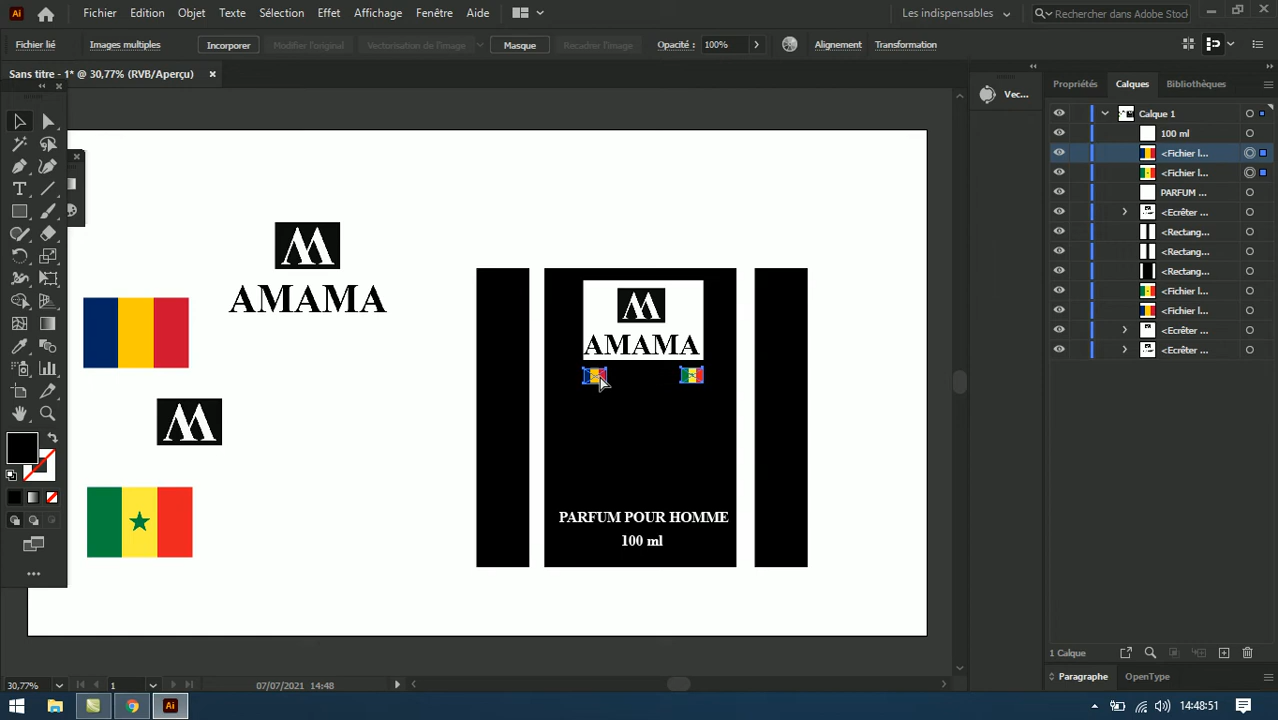 Ai Fichier Edition Objet Texte Sélection Effet Affichage Fenêtre Aide Les indispensables Rechercher dans Adobe Stock
Fichier lié Images multiples Incorporer Modifier l'original Vectorisation de l'image Masque Recadrer l'image Opacité : 100% Alignement Transformation
Sans titre - 1* @ 30,77% (RVB/Aperçu)
Vec...
Propriétés Calques Bibliothèques
Calque 1
100 ml
<Fichier l...
<Fichier l...
PARFUM ...
<Ecrêter ...
<Rectang...
<Rectang...
<Rectang...
<Fichier l...
<Fichier l...
<Ecrêter ...
<Ecrêter ...
AMAMA
AMAMA
PARFUM POUR HOMME
100 ml
1 Calque
Paragraphe OpenType
30,77% 1 07/07/2021 14:48
Ai 14:48:51